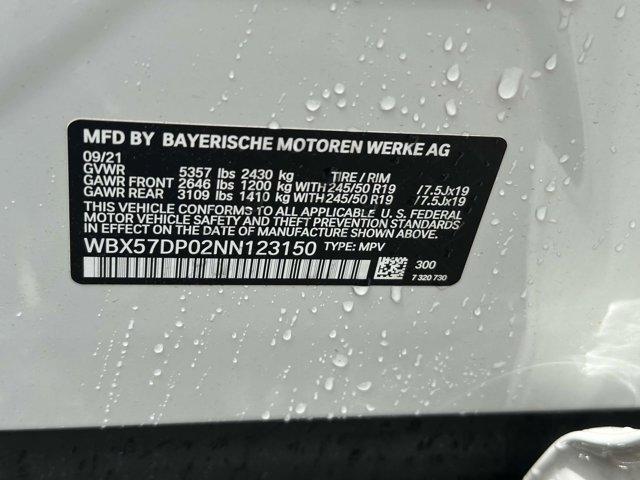 MFD BY BAYERISCHE MOTOREN WERKE AG
09/21
GVWR 5357 lbs 2430 kg TIRE / RIM
GAWR FRONT 2646 lbs 1200 kg WITH 245/50 R19 /7.5Jx19
GAWR REAR 3109 lbs 1410 kg WITH 245/50 R19 /7.5Jx19
THIS VEHICLE CONFORMS TO ALL APPLICABLE U. S. FEDERAL
MOTOR VEHICLE SAFETY AND THEFT PREVENTION STANDARDS
IN EFFECT ON THE DATE OF MANUFACTURE SHOWN ABOVE.
WBX57DP02NN123150 TYPE: MPV
300
7 320 730